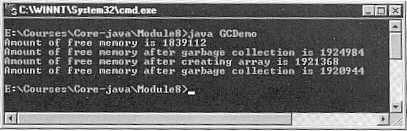 C:\WINNT\System32\cmd.exe
E:\Courses\Core-java\Module8>java GCDemo
Amount of free memory is 1839112
Amount of free memory after garbage collection is 1924984
Amount of free memory after creating array is 1921368
Amount of free memory after garbage collection is 1920944
E:\Courses\Core-java\Module8>_